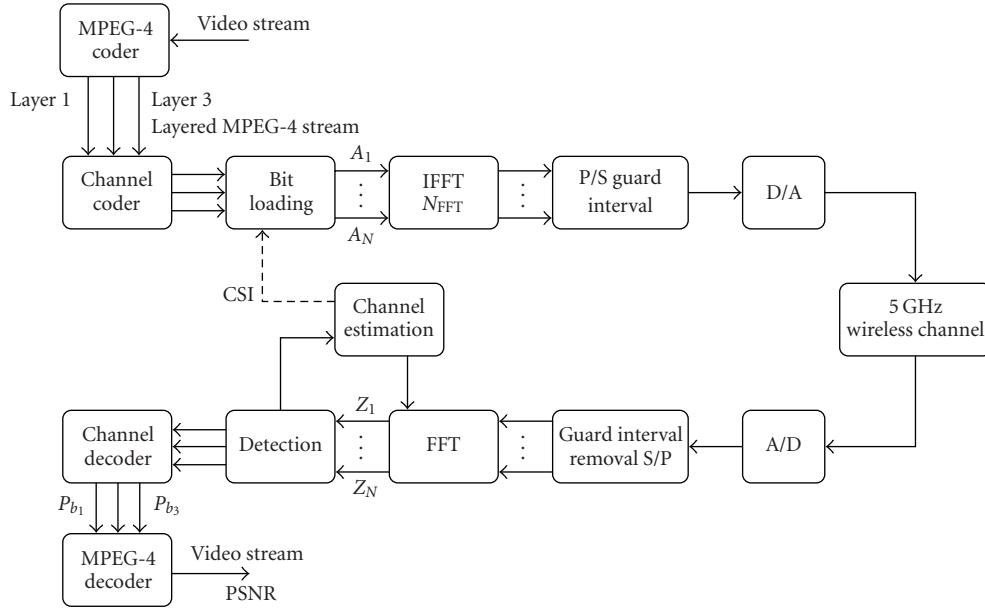 MPEG-4
coder
Video stream
Layer 1
Layer 3
Layered MPEG-4 stream
Channel
coder
Bit
loading
A1
⋮
AN
IFFT
NFFT
⋮
P/S guard
interval
D/A
CSI
Channel
estimation
5 GHz
wireless channel
Channel
decoder
Detection
Z1
⋮
ZN
FFT
⋮
Guard interval
removal S/P
A/D
Pb1
Pb3
MPEG-4
decoder
Video stream
PSNR